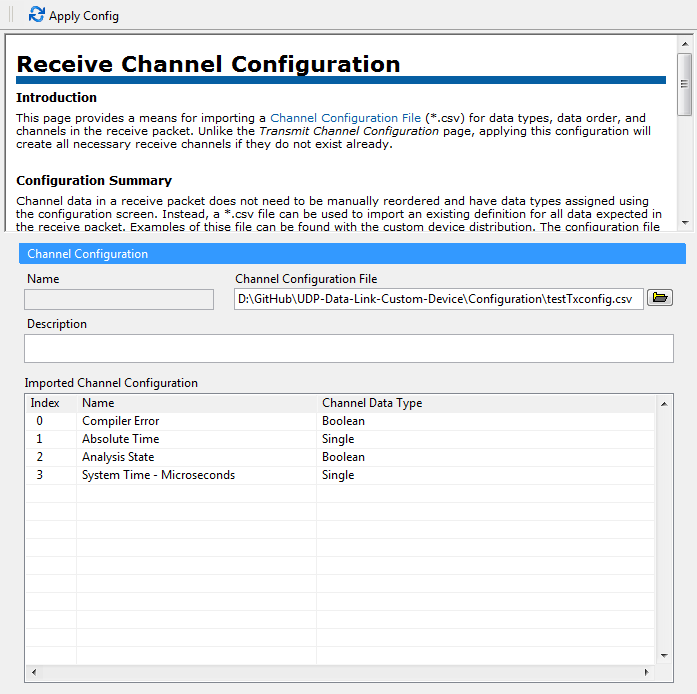 Apply Config
Receive Channel Configuration
Introduction
This page provides a means for importing a Channel Configuration File (*.csv) for data types, data order, and
channels in the receive packet. Unlike the Transmit Channel Configuration page, applying this configuration will
create all necessary receive channels if they do not exist already.
Configuration Summary
Channel data in a receive packet does not need to be manually reordered and have data types assigned using
the configuration screen. Instead, a *.csv file can be used to import an existing definition for all data expected in
the receive packet. Examples of thise file can be found with the custom device distribution. The configuration file
Channel Configuration
Name Channel Configuration File
D:\GitHub\UDP-Data-Link-Custom-Device\Configuration\testTxconfig.csv
Description
Imported Channel Configuration
Index Name Channel Data Type
0 Compiler Error Boolean
1 Absolute Time Single
2 Analysis State Boolean
3 System Time - Microseconds Single